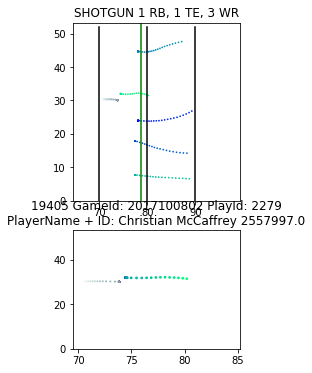 SHOTGUN 1 RB, 1 TE, 3 WR
50
40
30
20
10
0
70 80 90
19405 GameId: 2017100802 PlayId: 2279
PlayerName + ID: Christian McCaffrey 2557997.0
40
20
0
70 75 80 85